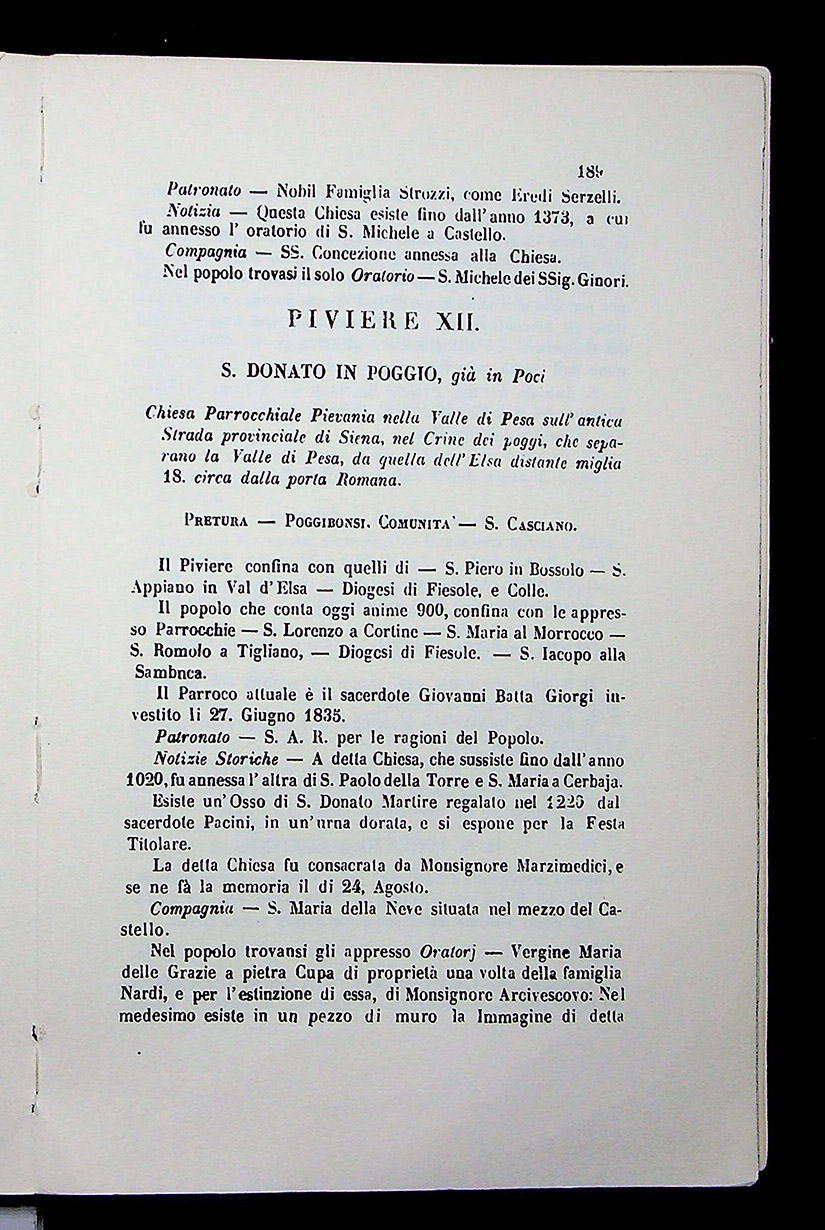 189
Patronato — Nobil Famiglia Strozzi, come Eredi Serzelli.
Notizia — Questa Chiesa esiste fino dall'anno 1373, a cui
fu annesso l' oratorio di S. Michele a Castello.
Compagnia — SS. Concezione annessa alla Chiesa.
Nel popolo trovasi il solo Oratorio — S. Michele dei SSig. Ginori.
PIVIERE XII.
S. DONATO IN POGGIO, già in Poci
Chiesa Parrocchiale Pievania nella Valle di Pesa sull' antica
Strada provinciale di Siena, nel Crine dei poggi, che sepa-
rano la Valle di Pesa, da quella dell' Elsa distante miglia
18. circa dalla porta Romana.
PRETURA — POGGIBONSI. COMUNITA' — S. CASCIANO.
Il Piviere confina con quelli di — S. Piero in Bossolo — S.
Appiano in Val d'Elsa — Diogesi di Fiesole, e Colle.
Il popolo che conta oggi anime 900, confina con le appres-
so Parrocchie — S. Lorenzo a Cortine — S. Maria al Morrocco —
S. Romolo a Tigliano, — Diogesi di Fiesole. — S. Iacopo alla
Sambnca.
Il Parroco attuale è il sacerdote Giovanni Batta Giorgi in-
vestito li 27. Giugno 1835.
Patronato — S. A. R. per le ragioni del Popolo.
Notizie Storiche — A detta Chiesa, che sussiste fino dall'anno
1020, fu annessa l' altra di S. Paolo della Torre e S. Maria a Cerbaja.
Esiste un' Osso di S. Donato Martire regalato nel 1225 dal
sacerdote Pacini, in un'urna dorata, e si espone per la Festa
Titolare.
La detta Chiesa fu consacrata da Monsignore Marzimedici, e
se ne fà la memoria il di 24, Agosto.
Compagnia — S. Maria della Neve situata nel mezzo del Ca-
stello.
Nel popolo trovansi gli appresso Oratorj — Vergine Maria
delle Grazie a pietra Cupa di proprietà una volta della famiglia
Nardi, e per l'estinzione di essa, di Monsignore Arcivescovo: Nel
medesimo esiste in un pezzo di muro la Immagine di detta